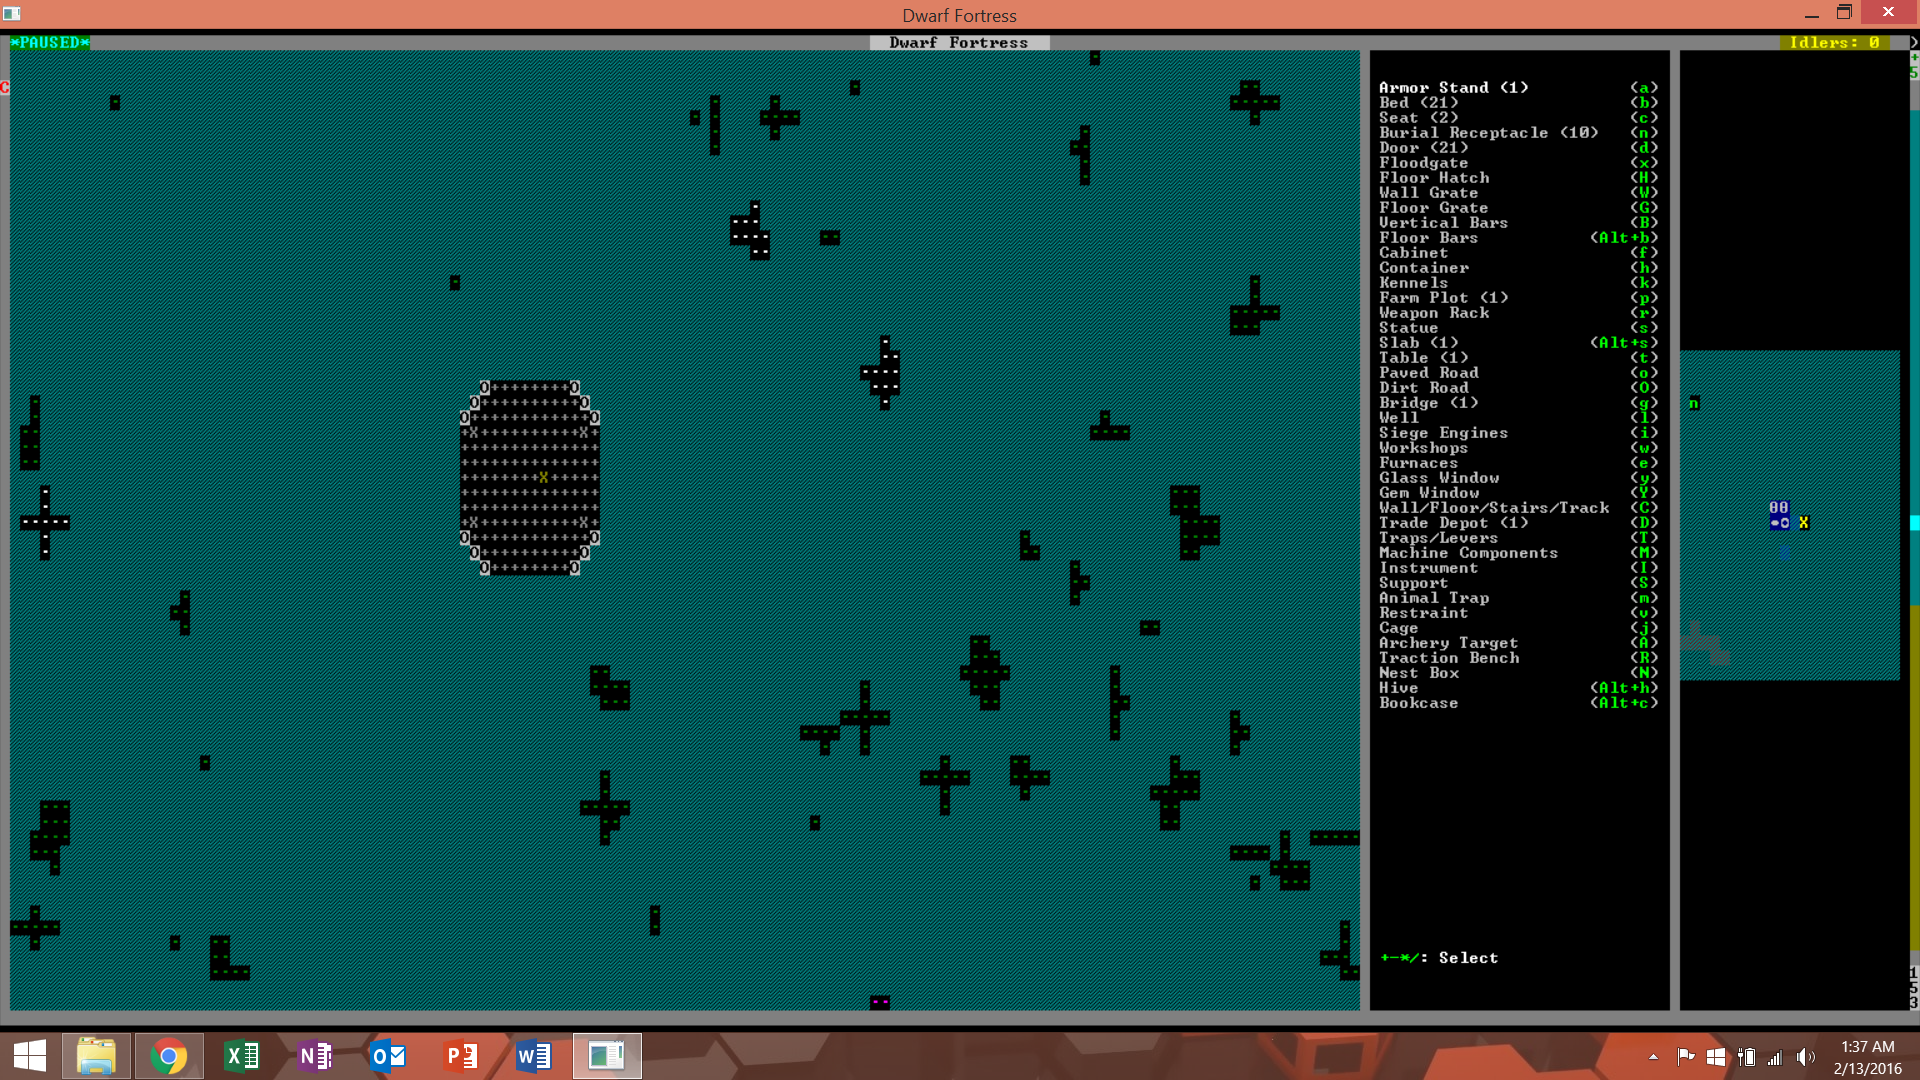 Dwarf Fortress
*PAUSED*
Dwarf Fortress
Idlers: 0
Armor Stand (1) (a)
Bed (21) (b)
Seat (2) (c)
Burial Receptacle (10) (n)
Door (21) (d)
Floodgate (x)
Floor Hatch (H)
Wall Grate (W)
Floor Grate (G)
Vertical Bars (B)
Floor Bars (Alt+b)
Cabinet (f)
Container (h)
Kennels (k)
Farm Plot (1) (p)
Weapon Rack (r)
Statue (s)
Slab (1) (Alt+s)
Table (1) (t)
Paved Road (o)
Dirt Road (O)
Bridge (1) (g)
Well (l)
Siege Engines (i)
Workshops (w)
Furnaces (e)
Glass Window (y)
Gem Window (Y)
Wall/Floor/Stairs/Track (C)
Trade Depot (1) (D)
Traps/Levers (T)
Machine Components (M)
Instrument (I)
Support (S)
Animal Trap (m)
Restraint (v)
Cage (j)
Archery Target (A)
Traction Bench (R)
Nest Box (N)
Hive (Alt+h)
Bookcase (Alt+c)
+-*/: Select
1:37 AM
2/13/2016